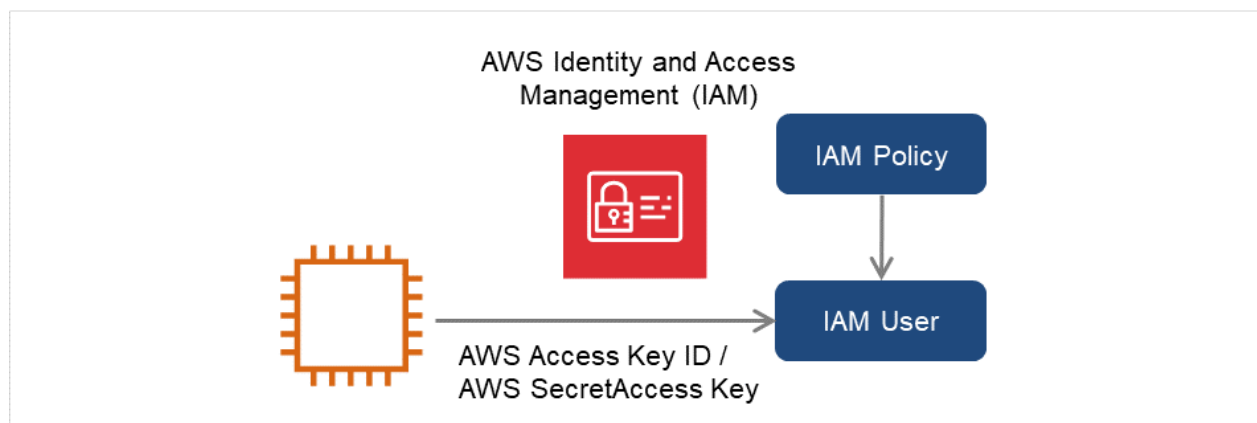 AWS Identity and Access
Management (IAM)
IAM Policy
IAM User
AWS Access Key ID /
AWS SecretAccess Key